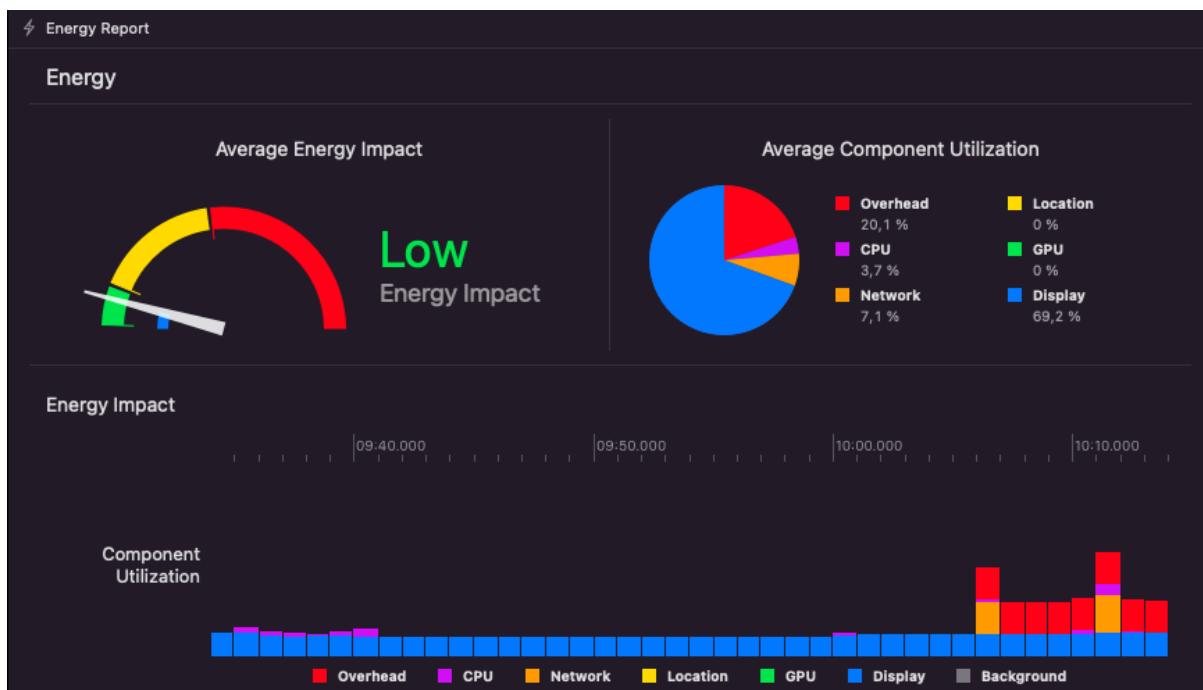 Energy Report
Energy
Average Energy Impact
Low
Energy Impact
Average Component Utilization
Overhead
20,1 %
Location
0 %
CPU
3,7 %
GPU
0 %
Network
7,1 %
Display
69,2 %
Energy Impact
09:40.000 09:50.000 10:00.000 10:10.000
Component
Utilization
Overhead CPU Network Location GPU Display Background